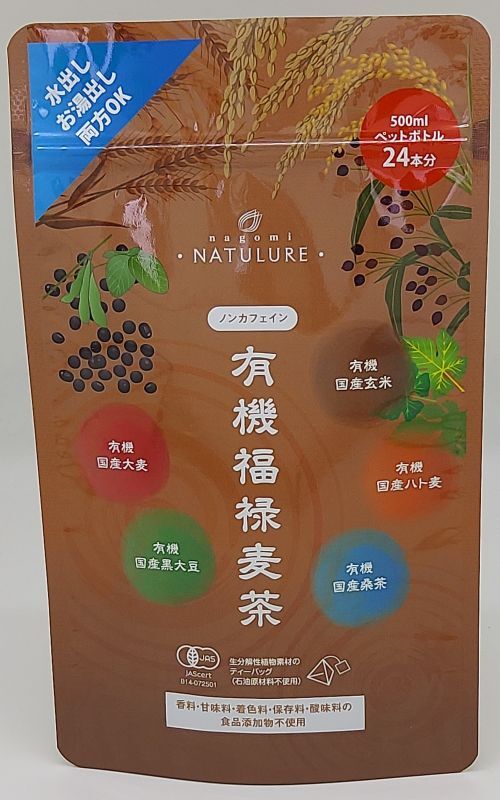 水出し
お湯出し
両方OK
500ml
ペットボトル
24本分
nagomi
・NATULURE・
ノンカフェイン
有機福禄麦茶
有機
国産玄米
有機
国産大麦
有機
国産ハト麦
有機
国産黒大豆
有機
国産桑茶
JAS
JAScert
B14-072501
生分解性植物素材の
ティーバッグ
(石油原材料不使用)
香料・甘味料・着色料・保存料・酸味料の
食品添加物不使用